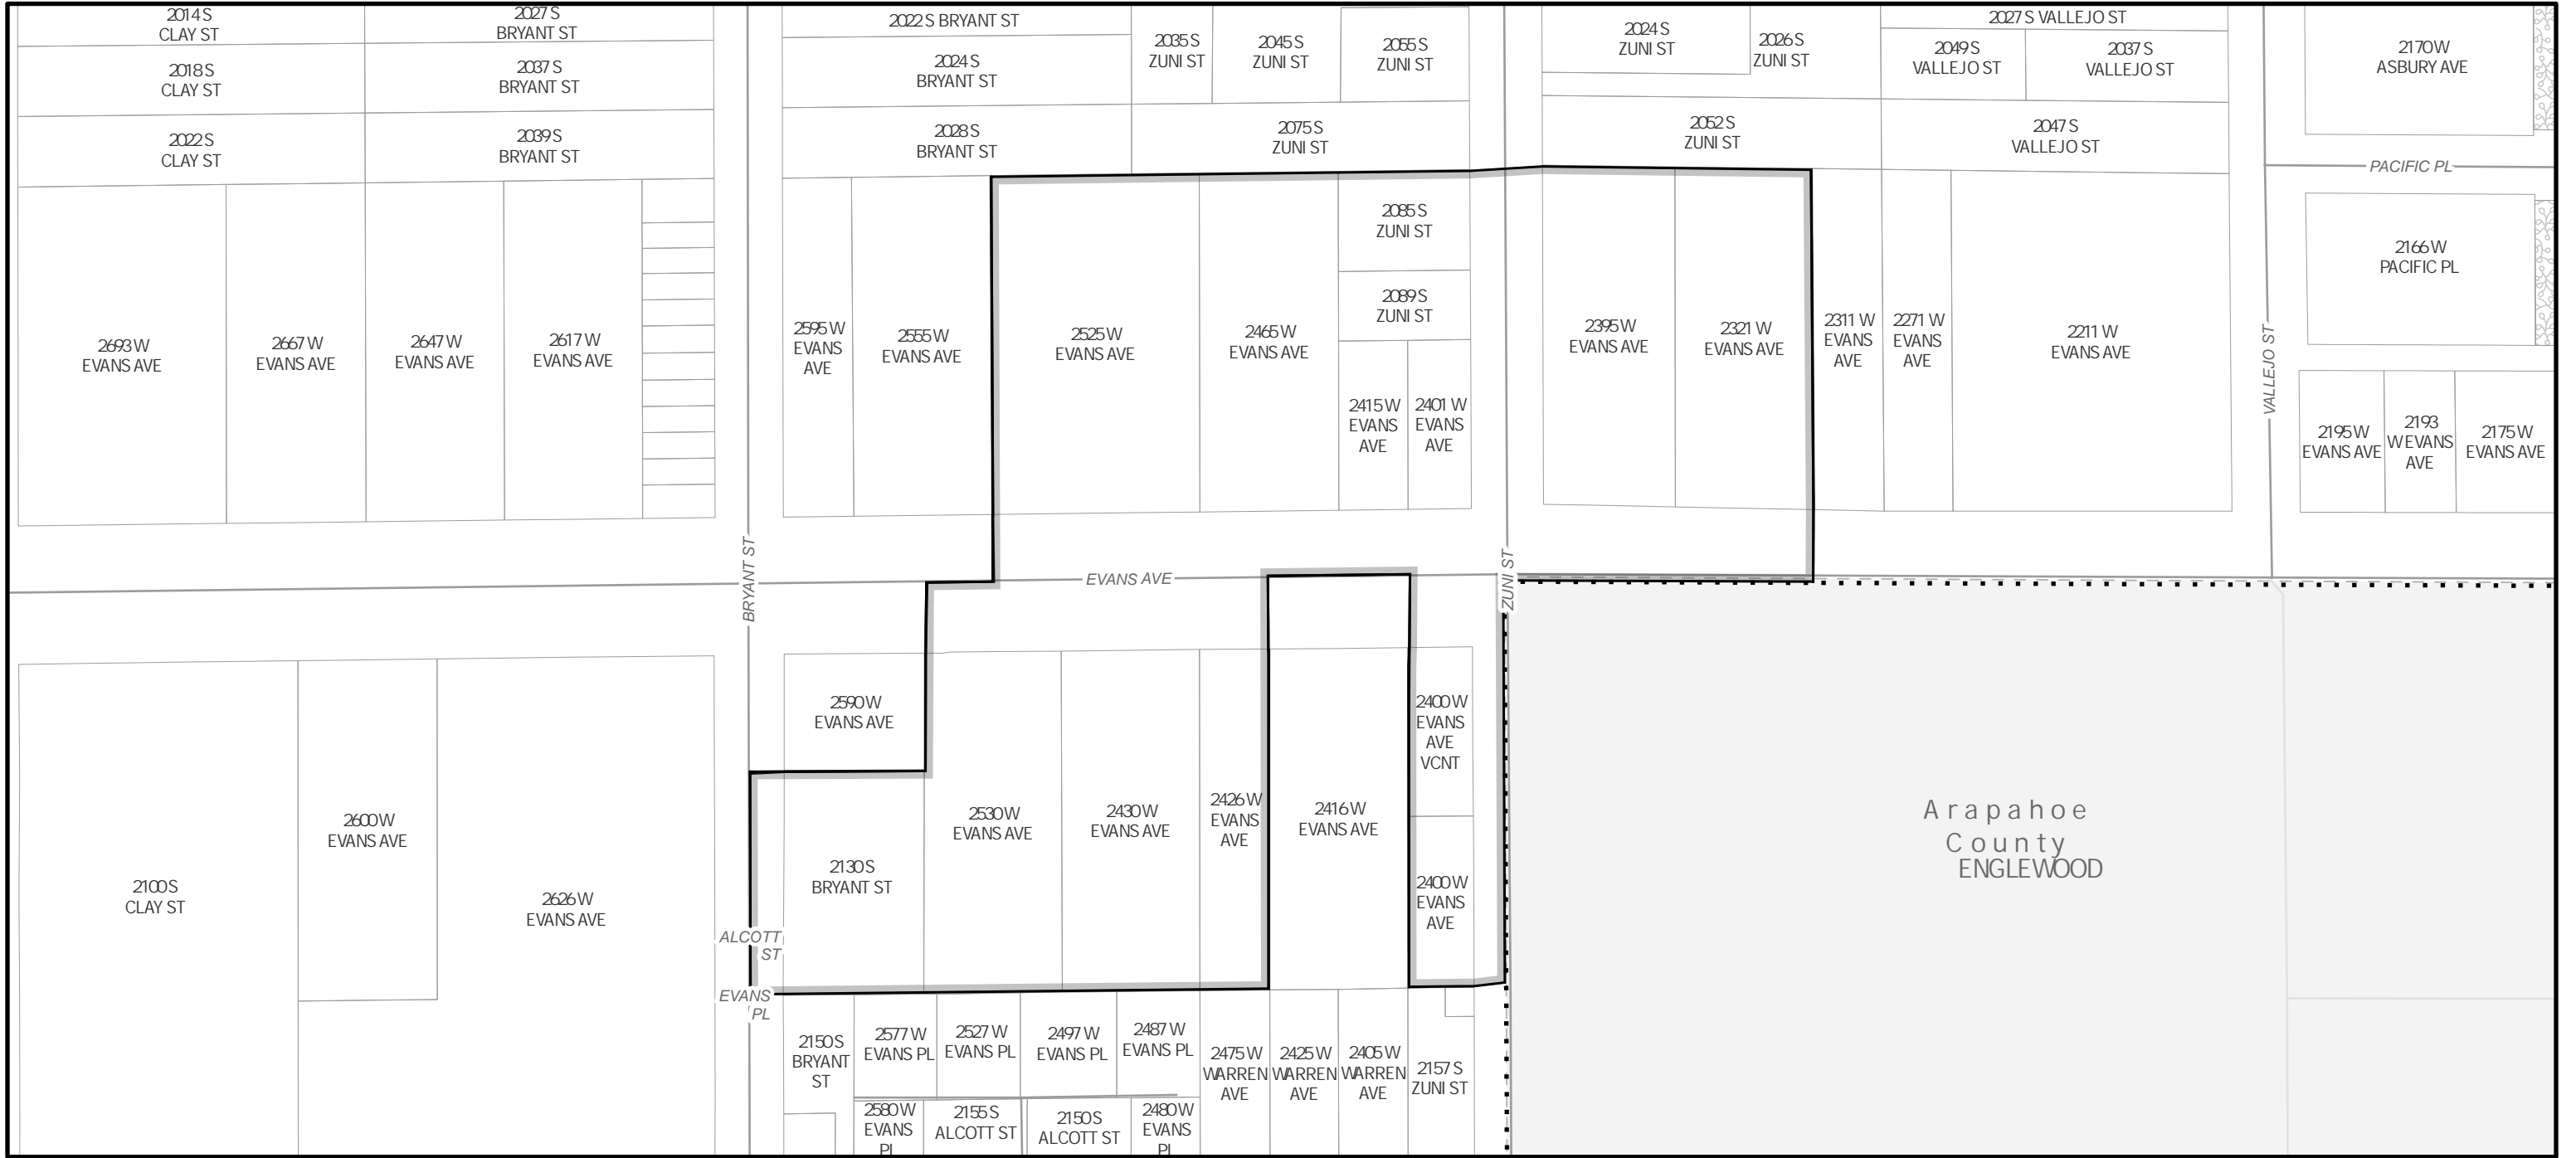 2014 S
CLAY ST
2027 S
BRYANT ST
2022 S BRYANT ST
2035 S
ZUNI ST
2045 S
ZUNI ST
2055 S
ZUNI ST
2024 S
ZUNI ST
2026 S
ZUNI ST
2027 S VALLEJO ST
2049 S
VALLEJO ST
2037 S
VALLEJO ST
2170 W
ASBURY AVE
2018 S
CLAY ST
2037 S
BRYANT ST
2024 S
BRYANT ST
2022 S
CLAY ST
2039 S
BRYANT ST
2028 S
BRYANT ST
2075 S
ZUNI ST
2052 S
ZUNI ST
2047 S
VALLEJO ST
PACIFIC PL
2085 S
ZUNI ST
2166 W
PACIFIC PL
2089 S
ZUNI ST
2693 W
EVANS AVE
2667 W
EVANS AVE
2647 W
EVANS AVE
2617 W
EVANS AVE
2595 W
EVANS
AVE
2555 W
EVANS AVE
2525 W
EVANS AVE
2465 W
EVANS AVE
2395 W
EVANS AVE
2321 W
EVANS AVE
2311 W
EVANS
AVE
2271 W
EVANS
AVE
2211 W
EVANS AVE
VALLEJO ST
2415 W
EVANS
AVE
2401 W
EVANS
AVE
2195 W
EVANS AVE
2193
W EVANS
AVE
2175 W
EVANS AVE
BRYANT ST
EVANS AVE
ZUNI ST
2590 W
EVANS AVE
2400 W
EVANS
AVE
VCNT
2600 W
EVANS AVE
2530 W
EVANS AVE
2430 W
EVANS AVE
2426 W
EVANS
AVE
2416 W
EVANS AVE
Arapahoe
County
ENGLEWOOD
2100 S
CLAY ST
2626 W
EVANS AVE
2130 S
BRYANT ST
2400 W
EVANS
AVE
ALCOTT
ST
EVANS
PL
2150 S
BRYANT
ST
2577 W
EVANS PL
2527 W
EVANS PL
2497 W
EVANS PL
2487 W
EVANS PL
2475 W
WARREN
AVE
2425 W
WARREN
AVE
2405 W
WARREN
AVE
2157 S
ZUNI ST
2580 W
EVANS
PL
2155 S
ALCOTT ST
2150 S
ALCOTT ST
2480 W
EVANS
PL